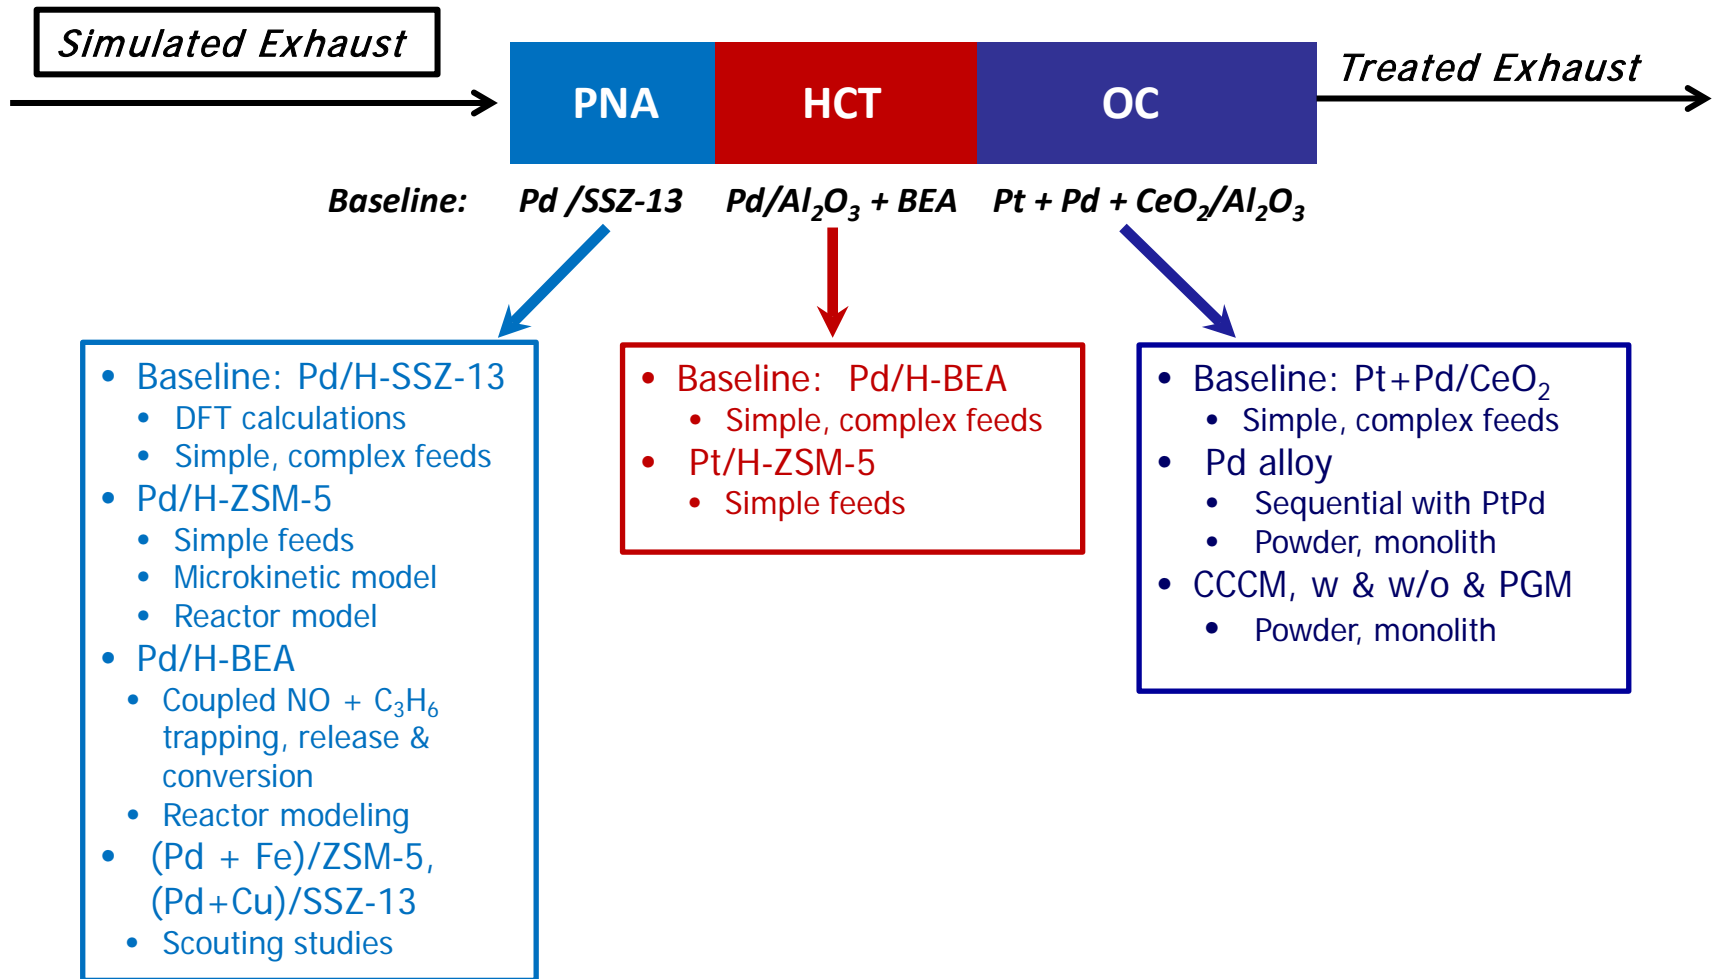 Simulated Exhaust
PNA
HCT
OC
Treated Exhaust
Baseline: Pd /SSZ-13 Pd/Al₂O₃ + BEA Pt + Pd + CeO₂/Al₂O₃
• Baseline: Pd/H-SSZ-13
• DFT calculations
• Simple, complex feeds
• Pd/H-ZSM-5
• Simple feeds
• Microkinetic model
• Reactor model
• Pd/H-BEA
• Coupled NO + C₃H₆
trapping, release &
conversion
• Reactor modeling
• (Pd + Fe)/ZSM-5,
(Pd+Cu)/SSZ-13
• Scouting studies
• Baseline: Pd/H-BEA
• Simple, complex feeds
• Pt/H-ZSM-5
• Simple feeds
• Baseline: Pt+Pd/CeO₂
• Simple, complex feeds
• Pd alloy
• Sequential with PtPd
• Powder, monolith
• CCCM, w & w/o & PGM
• Powder, monolith